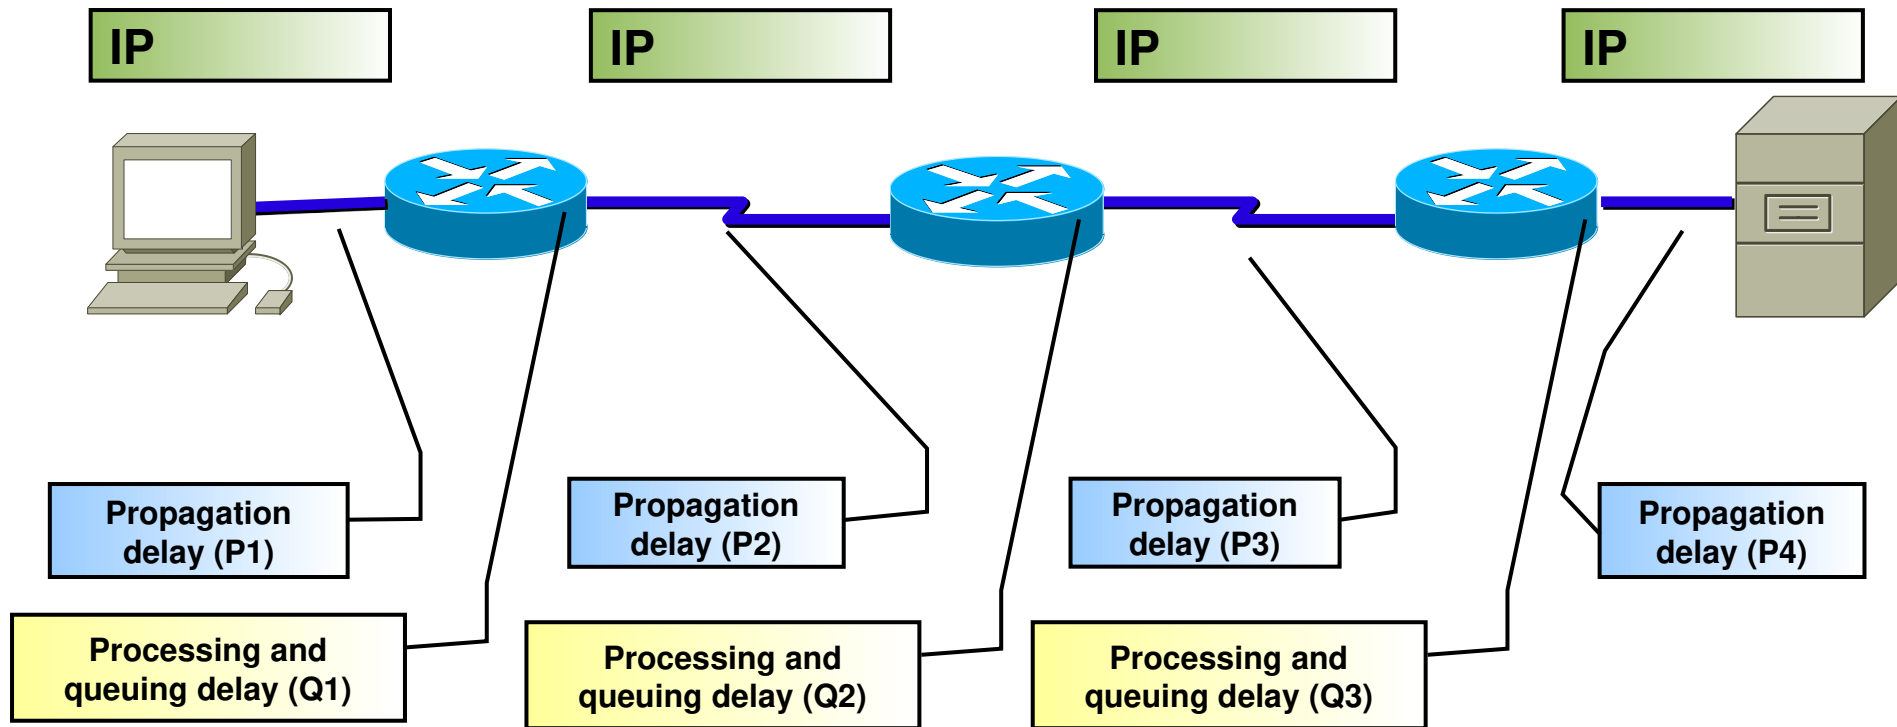 IP
IP
IP
IP
Propagation
delay (P1)
Propagation
delay (P2)
Propagation
delay (P3)
Propagation
delay (P4)
Processing and
queuing delay (Q1)
Processing and
queuing delay (Q2)
Processing and
queuing delay (Q3)